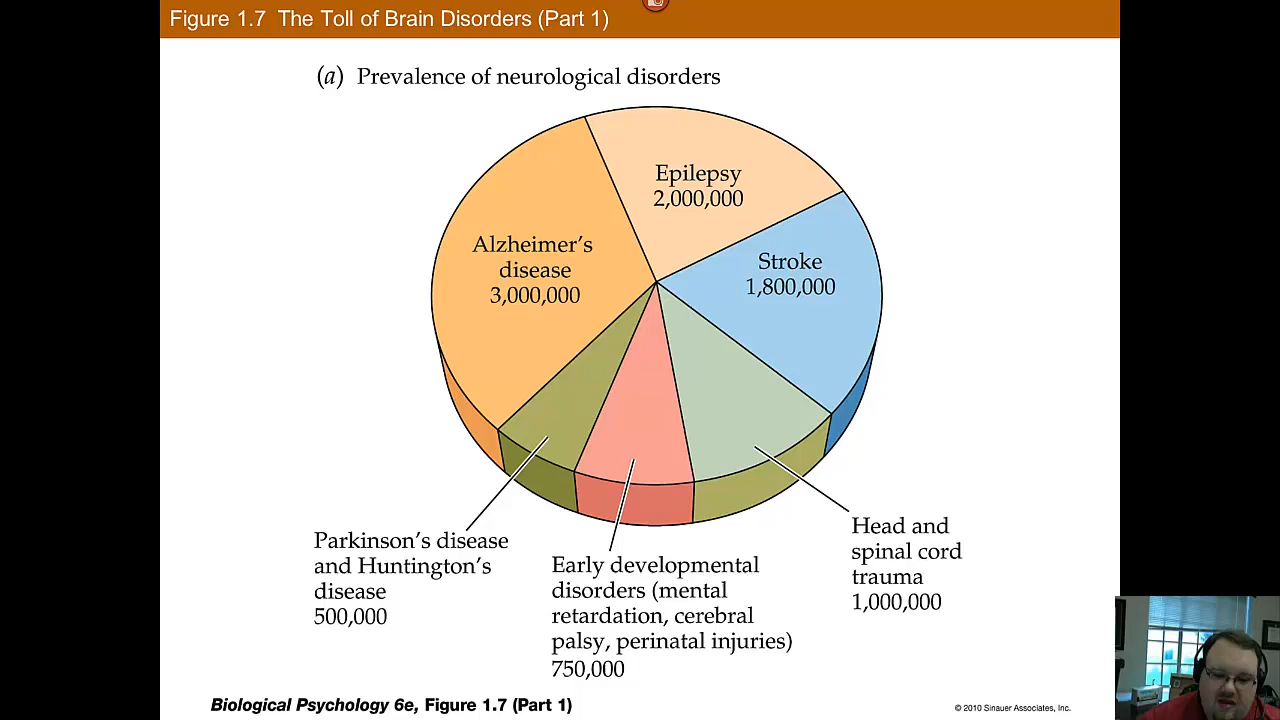 Figure 1.7 The Toll of Brain Disorders (Part 1)
(a) Prevalence of neurological disorders
Epilepsy
2,000,000
Alzheimer’s
disease
3,000,000
Stroke
1,800,000
Parkinson’s disease
and Huntington’s
disease
500,000
Early developmental
disorders (mental
retardation, cerebral
palsy, perinatal injuries)
750,000
Head and
spinal cord
trauma
1,000,000
Biological Psychology 6e, Figure 1.7 (Part 1)
© 2010 Sinauer Associates, Inc.